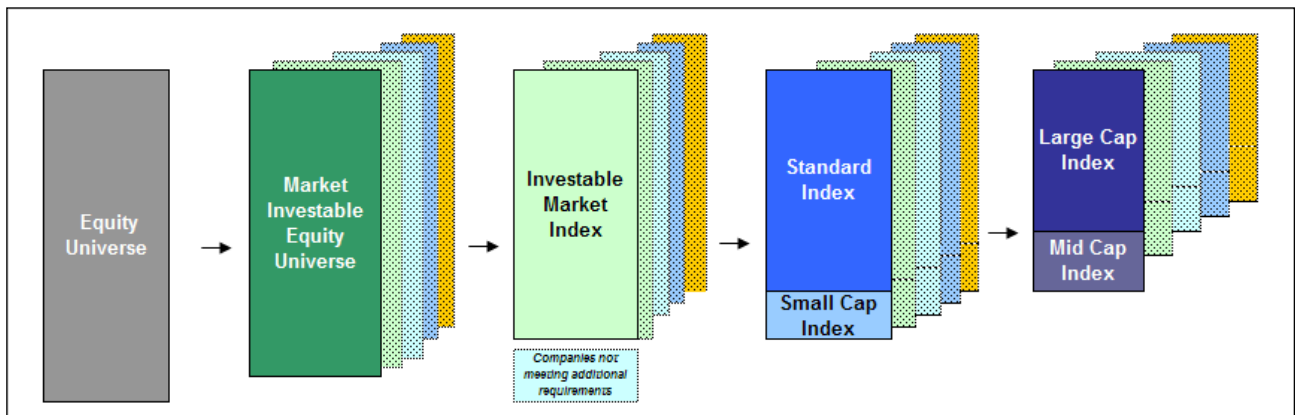 Equity
Universe
Market
Investable
Equity
Universe
Investable
Market
Index
Companies not
meeting additional
requirements
Standard
Index
Small Cap
Index
Large Cap
Index
Mid Cap
Index